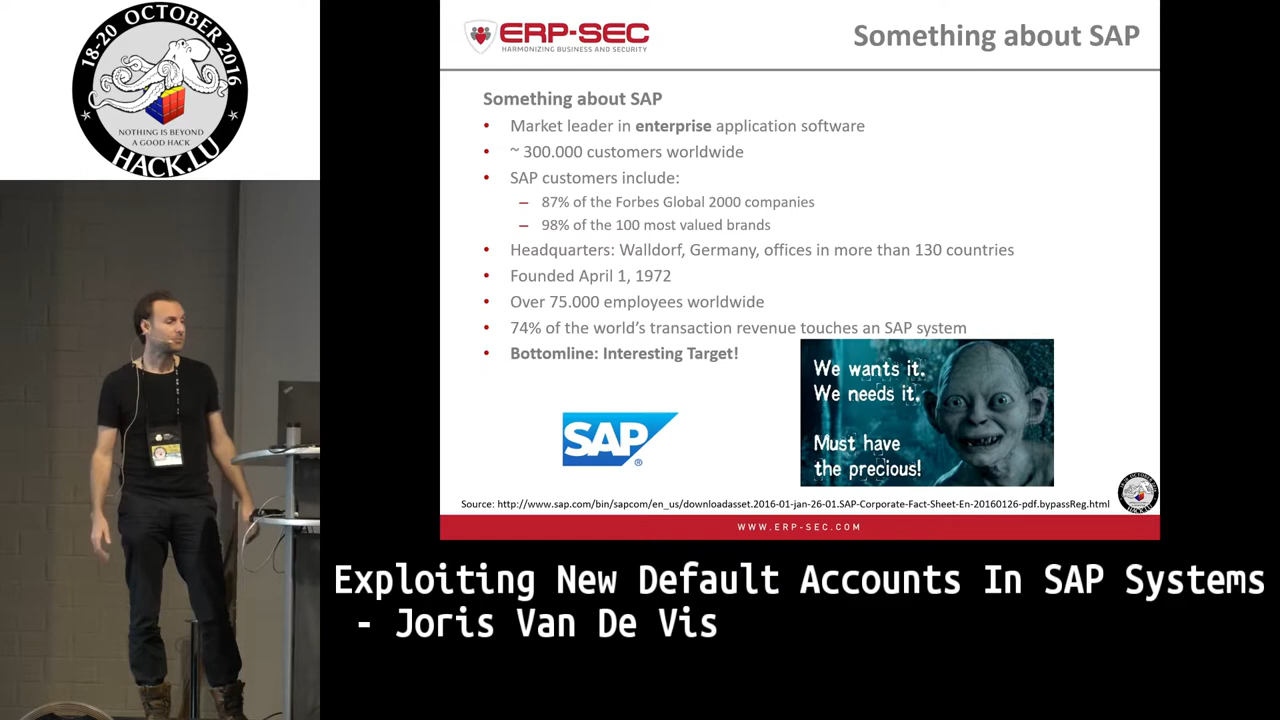 18-20 OCTOBER 2016
NOTHING IS BEYOND
A GOOD HACK
HACK.LU
ERP-SEC
HARMONIZING BUSINESS AND SECURITY
Something about SAP
Something about SAP
• Market leader in enterprise application software
• ~ 300.000 customers worldwide
• SAP customers include:
– 87% of the Forbes Global 2000 companies
– 98% of the 100 most valued brands
• Headquarters: Walldorf, Germany, offices in more than 130 countries
• Founded April 1, 1972
• Over 75.000 employees worldwide
• 74% of the world's transaction revenue touches an SAP system
• Bottomline: Interesting Target!
We wants it.
We needs it.
Must have
the precious!
SAP®
Source: http://www.sap.com/bin/sapcom/en_us/downloadasset.2016-01-jan-26-01.SAP-Corporate-Fact-Sheet-En-20160126-pdf.bypassReg.html
WWW.ERP-SEC.COM
Exploiting New Default Accounts In SAP Systems
- Joris Van De Vis